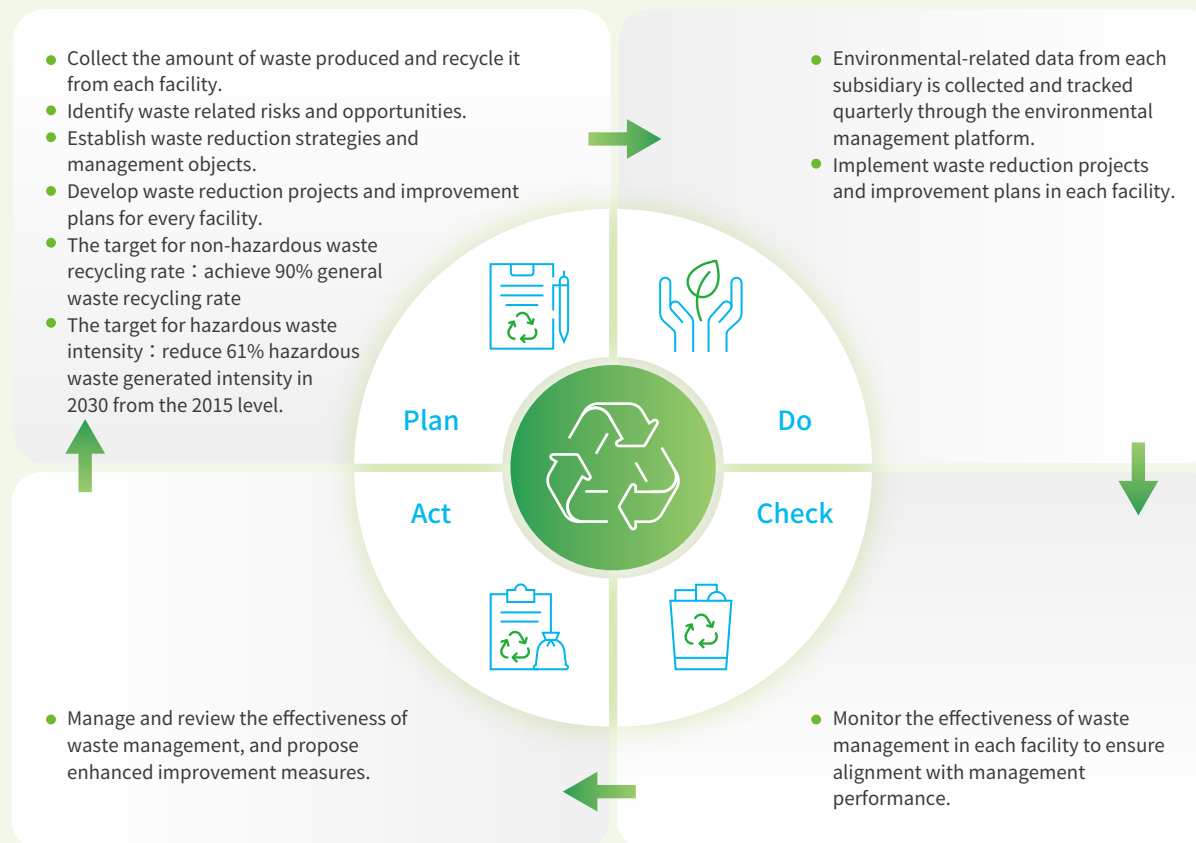 Collect the amount of waste produced and recycle it
from each facility.
Identify waste related risks and opportunities.
Establish waste reduction strategies and
management objects.
Develop waste reduction projects and improvement
plans for every facility.
The target for non-hazardous waste
recycling rate：achieve 90% general
waste recycling rate
The target for hazardous waste
intensity：reduce 61% hazardous
waste generated intensity in
2030 from the 2015 level.
Environmental-related data from each
subsidiary is collected and tracked
quarterly through the environmental
management platform.
Implement waste reduction projects
and improvement plans in each facility.
Plan
Do
Act
Check
Manage and review the effectiveness of
waste management, and propose
enhanced improvement measures.
Monitor the effectiveness of waste
management in each facility to ensure
alignment with management
performance.